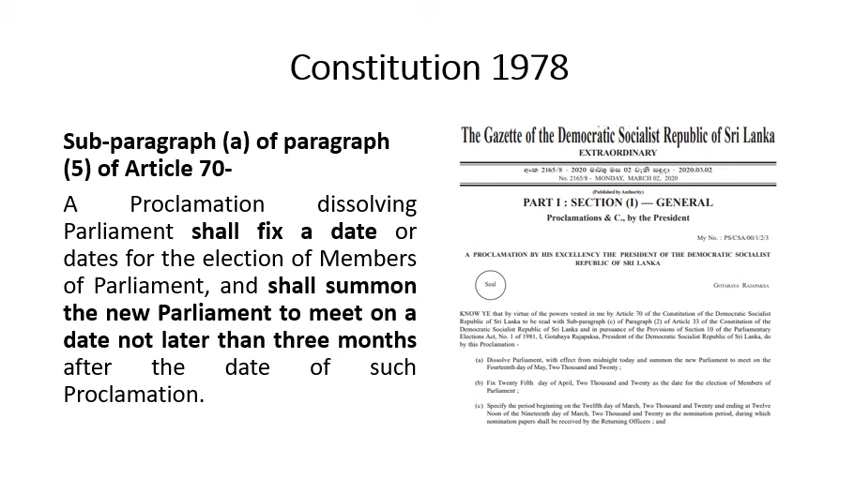 Constitution 1978
Sub-paragraph (a) of paragraph
(5) of Article 70-
A Proclamation dissolving
Parliament shall fix a date or
dates for the election of Members
of Parliament, and shall summon
the new Parliament to meet on a
date not later than three months
after the date of such
Proclamation.
The Gazette of the Democratic Socialist Republic of Sri Lanka
EXTRAORDINARY
අංක 2165/8 - 2020 මාර්තු මස 02 වැනි සඳුදා - 2020.03.02
No. 2165/8 - MONDAY, MARCH 02, 2020
(Published by Authority)
PART I : SECTION (I) — GENERAL
Proclamations & C., by the President
My No. : PS/CSA/00/1/2/3
A PROCLAMATION BY HIS EXCELLENCY THE PRESIDENT OF THE DEMOCRATIC SOCIALIST
REPUBLIC OF SRI LANKA
Seal
GOTABAYA RAJAPAKSA
KNOW YE that by virtue of the powers vested in me by Article 70 of the Constitution of the Democratic Socialist
Republic of Sri Lanka to be read with Sub-paragraph (c) of Paragraph (2) of Article 33 of the Constitution of the
Democratic Socialist Republic of Sri Lanka and in pursuance of the Provisions of Section 10 of the Parliamentary
Elections Act, No. 1 of 1981, I, Gotabaya Rajapaksa, President of the Democratic Socialist Republic of Sri Lanka, do
by this Proclamation -
(a) Dissolve Parliament, with effect from midnight today and summon the new Parliament to meet on the
Fourteenth day of May, Two Thousand and Twenty ;
(b) Fix Twenty Fifth day of April, Two Thousand and Twenty as the date for the election of Members of
Parliament ;
(c) Specify the period beginning on the Twelfth day of March, Two Thousand and Twenty and ending at Twelve
Noon of the Nineteenth day of March, Two Thousand and Twenty as the nomination period, during which
nomination papers shall be received by the Returning Officers ; and